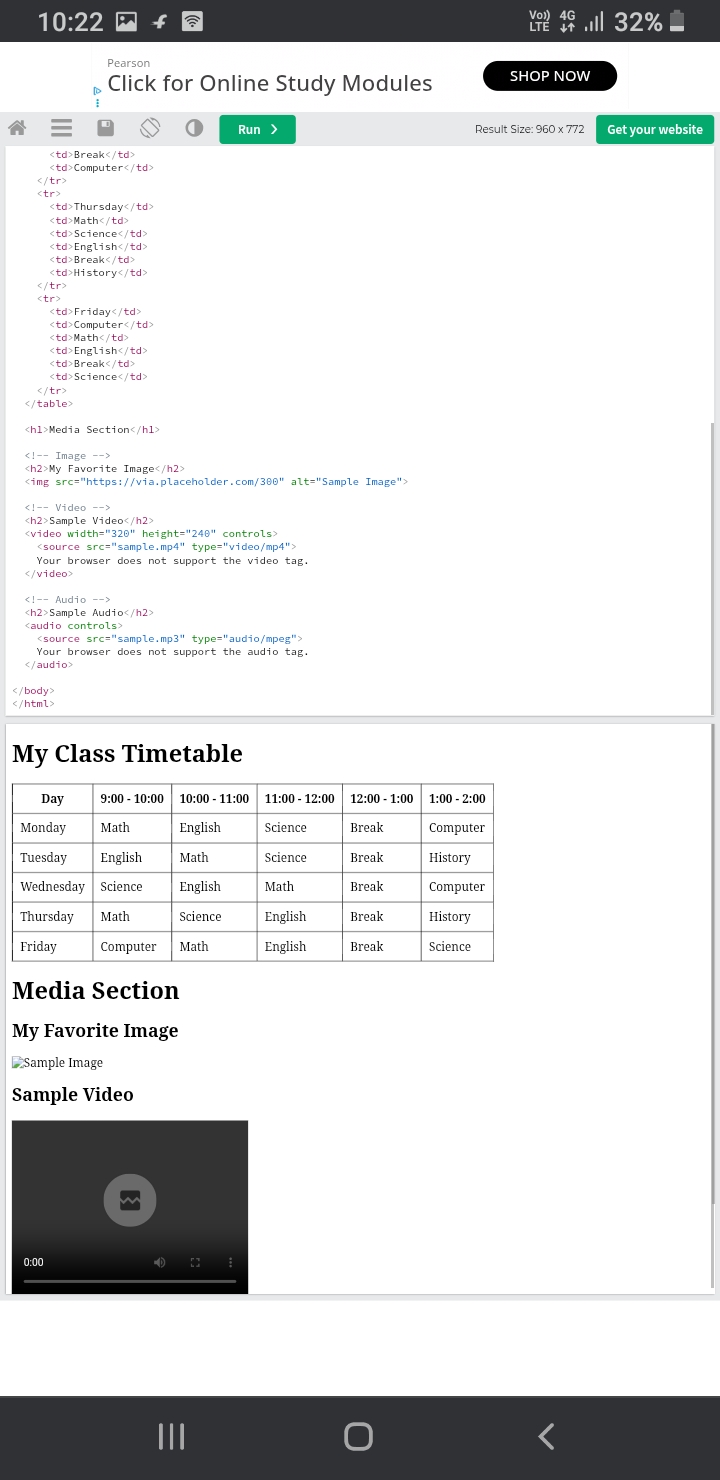 10:22
Vo)) LTE 4G 32%
Pearson
Click for Online Study Modules
SHOP NOW
Run ❯
Result Size: 960 x 772
Get your website
<td>Break</td>
<td>Computer</td>
</tr>
<tr>
<td>Thursday</td>
<td>Math</td>
<td>Science</td>
<td>English</td>
<td>Break</td>
<td>History</td>
</tr>
<tr>
<td>Friday</td>
<td>Computer</td>
<td>Math</td>
<td>English</td>
<td>Break</td>
<td>Science</td>
</tr>
</table>
<h1>Media Section</h1>
<!-- Image -->
<h2>My Favorite Image</h2>
<img src="https://via.placeholder.com/300" alt="Sample Image">
<!-- Video -->
<h2>Sample Video</h2>
<video width="320" height="240" controls>
<source src="sample.mp4" type="video/mp4">
Your browser does not support the video tag.
</video>
<!-- Audio -->
<h2>Sample Audio</h2>
<audio controls>
<source src="sample.mp3" type="audio/mpeg">
Your browser does not support the audio tag.
</audio>
</body>
</html>
My Class Timetable
Day 9:00 - 10:00 10:00 - 11:00 11:00 - 12:00 12:00 - 1:00 1:00 - 2:00
Monday Math English Science Break Computer
Tuesday English Math Science Break History
Wednesday Science English Math Break Computer
Thursday Math Science English Break History
Friday Computer Math English Break Science
Media Section
My Favorite Image
Sample Image
Sample Video
0:00